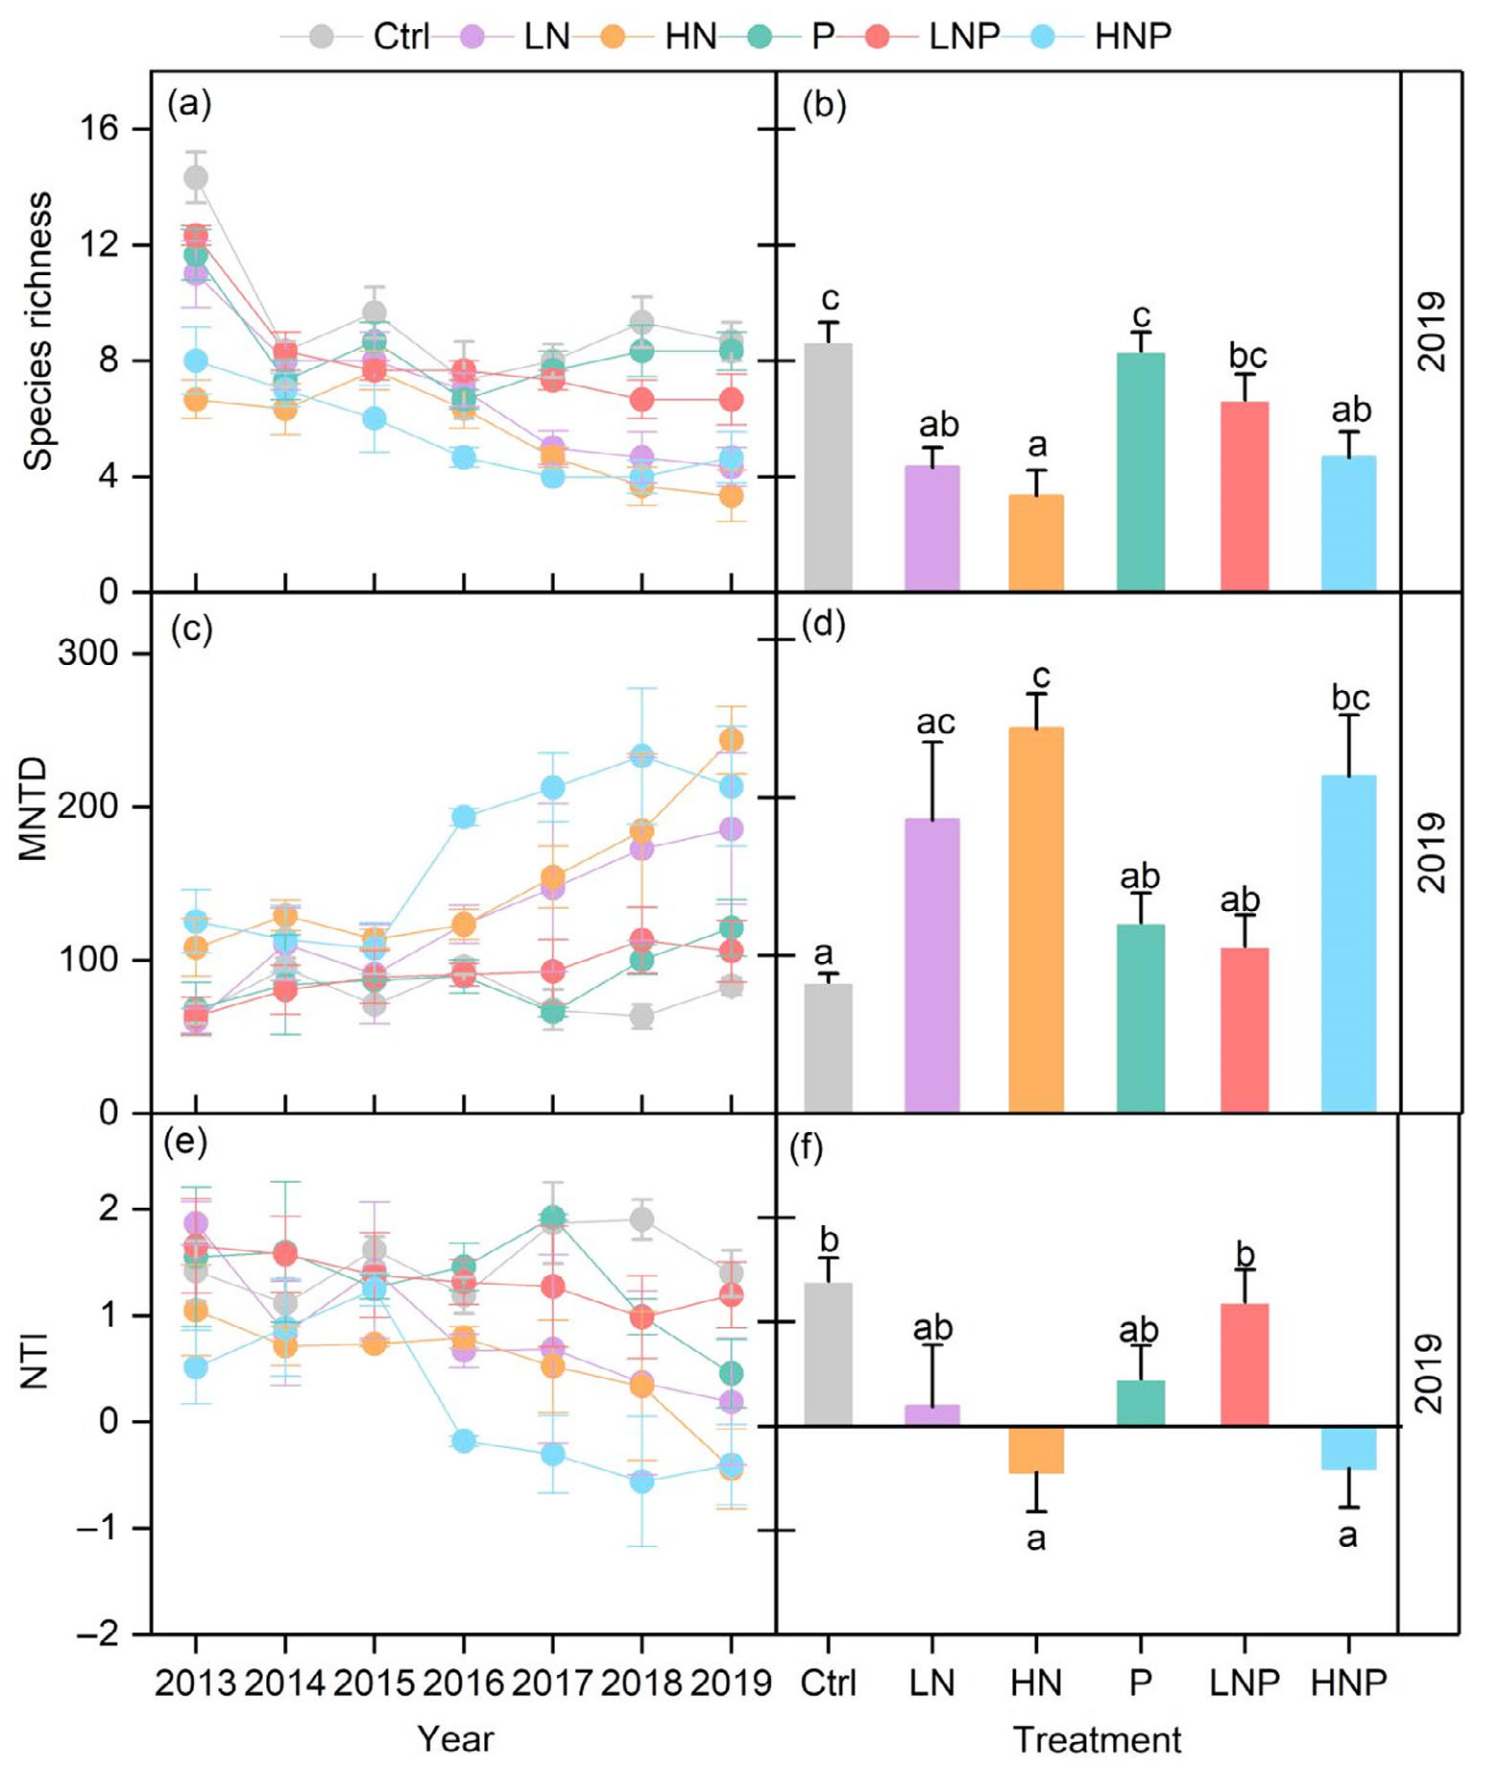 Ctrl LN HN P LNP HNP
(a) (b)
16
12
8
4
0
Species richness
c ab a c bc ab
2019
(c) (d)
300
200
100
0
MNTD
a ac c ab ab bc
2019
(e) (f)
2
1
0
–1
–2
NTI
b ab a ab b a
2019
2013 2014 2015 2016 2017 2018 2019 Ctrl LN HN P LNP HNP
Year Treatment